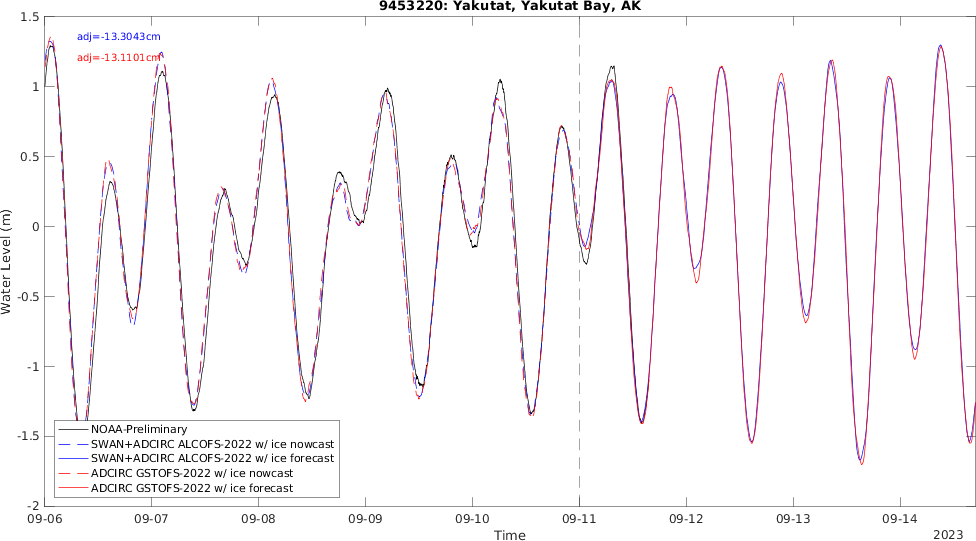 9453220: Yakutat, Yakutat Bay, AK
adj=-13.3043cm
adj=-13.1101cm
1.5
1
0.5
0
-0.5
-1
-1.5
-2
Water Level (m)
NOAA-Preliminary
SWAN+ADCIRC ALCOFS-2022 w/ ice nowcast
SWAN+ADCIRC ALCOFS-2022 w/ ice forecast
ADCIRC GSTOFS-2022 w/ ice nowcast
ADCIRC GSTOFS-2022 w/ ice forecast
09-06 09-07 09-08 09-09 09-10 09-11 09-12 09-13 09-14
Time
2023